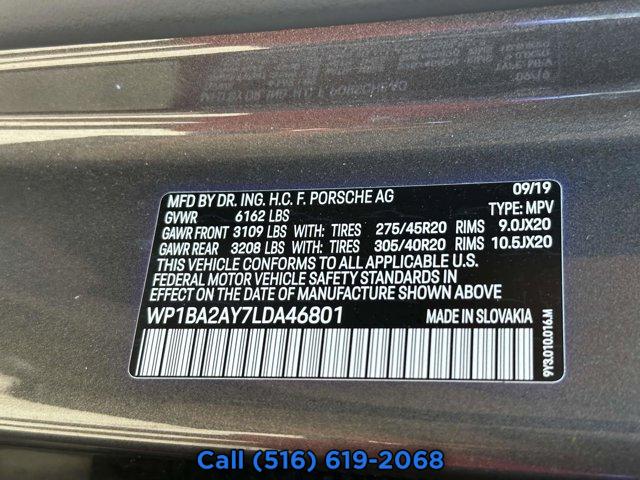 MFD BY DR. ING. H.C. F. PORSCHE AG 09/19
GVWR 6162 LBS TYPE: MPV
GAWR FRONT 3109 LBS WITH: TIRES 275/45R20 RIMS 9.0JX20
GAWR REAR 3208 LBS WITH: TIRES 305/40R20 RIMS 10.5JX20
THIS VEHICLE CONFORMS TO ALL APPLICABLE U.S.
FEDERAL MOTOR VEHICLE SAFETY STANDARDS IN
EFFECT ON THE DATE OF MANUFACTURE SHOWN ABOVE
WP1BA2AY7LDA46801 MADE IN SLOVAKIA
9Y3.010.016.M
Call (516) 619-2068